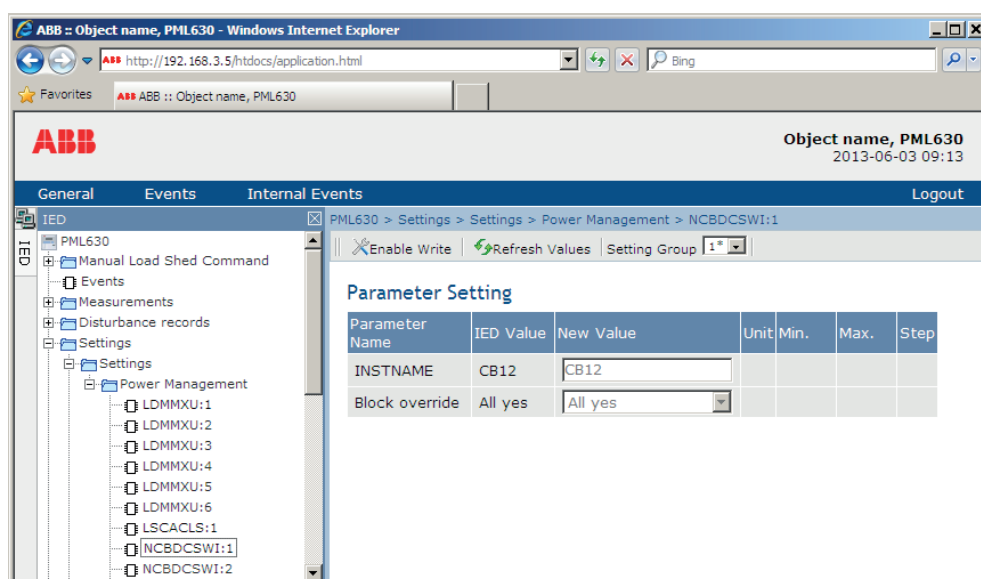 ABB :: Object name, PML630 - Windows Internet Explorer
ABB http://192.168.3.5/htdocs/application.html
Bing
Favorites
ABB ABB :: Object name, PML630
ABB
Object name, PML630
2013-06-03 09:13
General Events Internal Events Logout
IED
IED
PML630 > Settings > Settings > Power Management > NCBDCSWI:1
Enable Write Refresh Values Setting Group 1*
PML630
Manual Load Shed Command
Events
Measurements
Disturbance records
Settings
Settings
Power Management
LDMMXU:1
LDMMXU:2
LDMMXU:3
LDMMXU:4
LDMMXU:5
LDMMXU:6
LSCACLS:1
NCBDCSWI:1
NCBDCSWI:2
Parameter Setting
Parameter Name IED Value New Value Unit Min. Max. Step
INSTNAME CB12 CB12
Block override All yes All yes